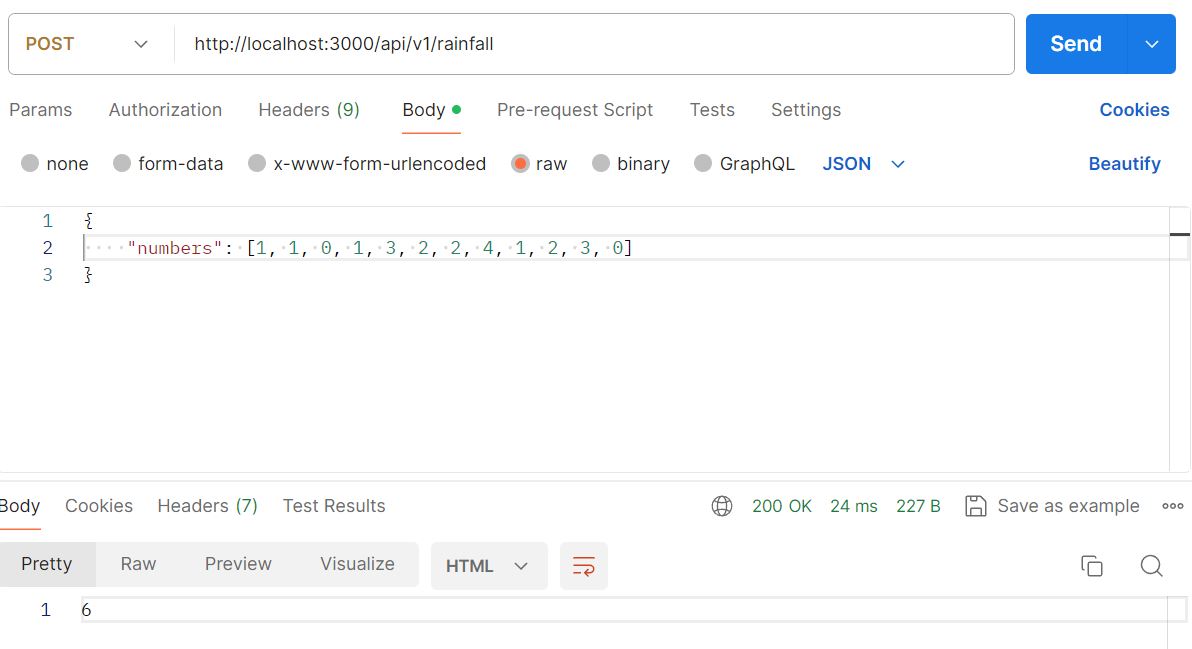 POST http://localhost:3000/api/v1/rainfall Send
Params Authorization Headers (9) Body Pre-request Script Tests Settings Cookies
none form-data x-www-form-urlencoded raw binary GraphQL JSON Beautify
1 {
2 "numbers": [1, 1, 0, 1, 3, 2, 2, 4, 1, 2, 3, 0]
3 }
Body Cookies Headers (7) Test Results 200 OK 24 ms 227 B Save as example
Pretty Raw Preview Visualize HTML
1 6